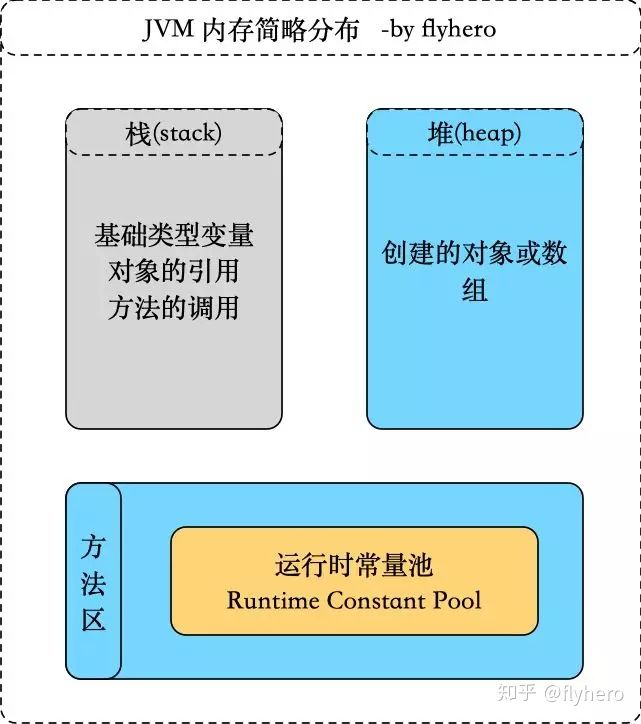 JVM 内存简略分布 -by flyhero
栈(stack)
基础类型变量
对象的引用
方法的调用
堆(heap)
创建的对象或数
组
方
法
区
运行时常量池
Runtime Constant Pool
知乎 @flyhero